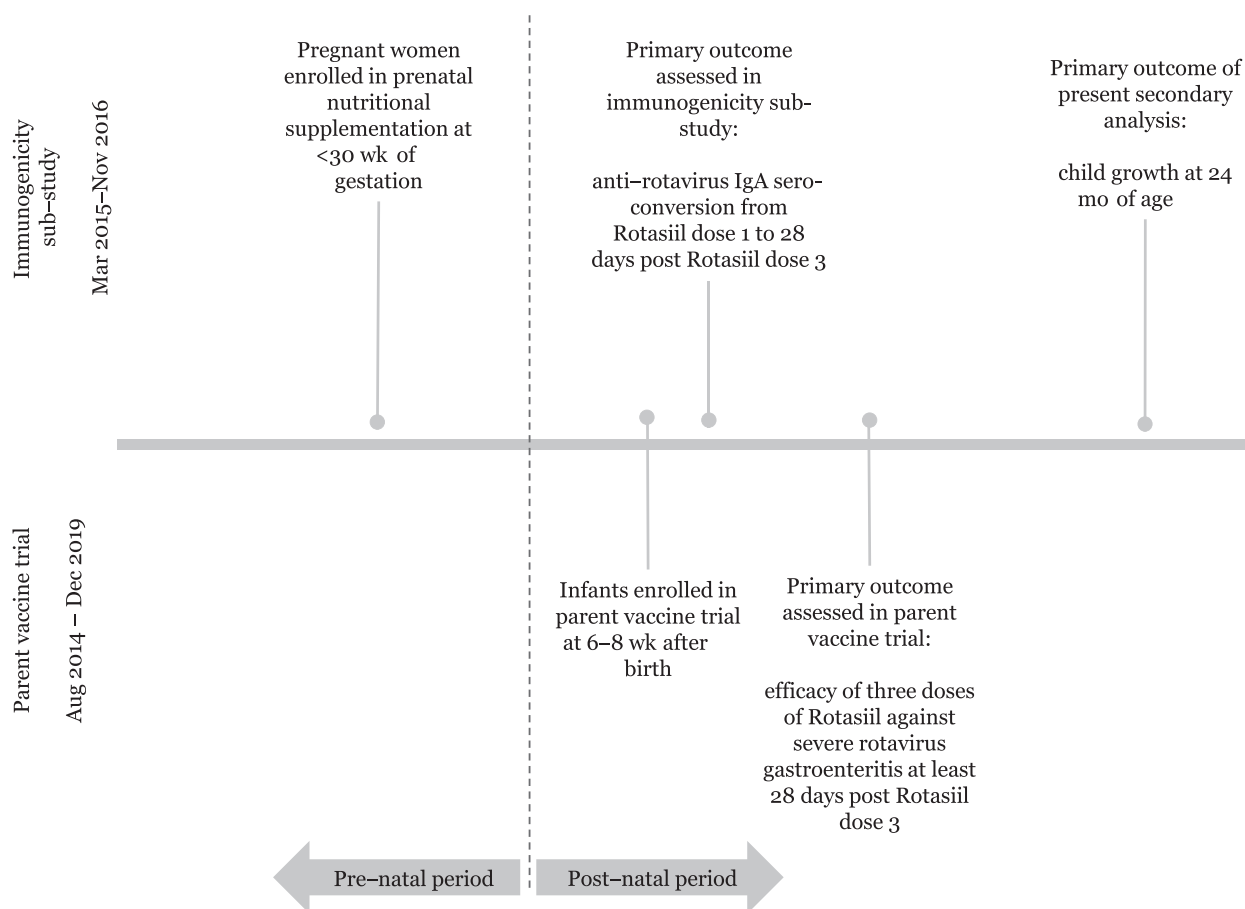 Immunogenicity
sub–study
Mar 2015–Nov 2016
Pregnant women
enrolled in prenatal
nutritional
supplementation at
<30 wk of
gestation
Primary outcome
assessed in
immunogenicity sub-
study:
anti–rotavirus IgA sero-
conversion from
Rotasiil dose 1 to 28
days post Rotasiil dose 3
Primary outcome of
present secondary
analysis:
child growth at 24
mo of age
Parent vaccine trial
Aug 2014 – Dec 2019
Infants enrolled in
parent vaccine trial
at 6–8 wk after
birth
Primary outcome
assessed in parent
vaccine trial:
efficacy of three doses
of Rotasiil against
severe rotavirus
gastroenteritis at least
28 days post Rotasiil
dose 3
Pre–natal period
Post–natal period